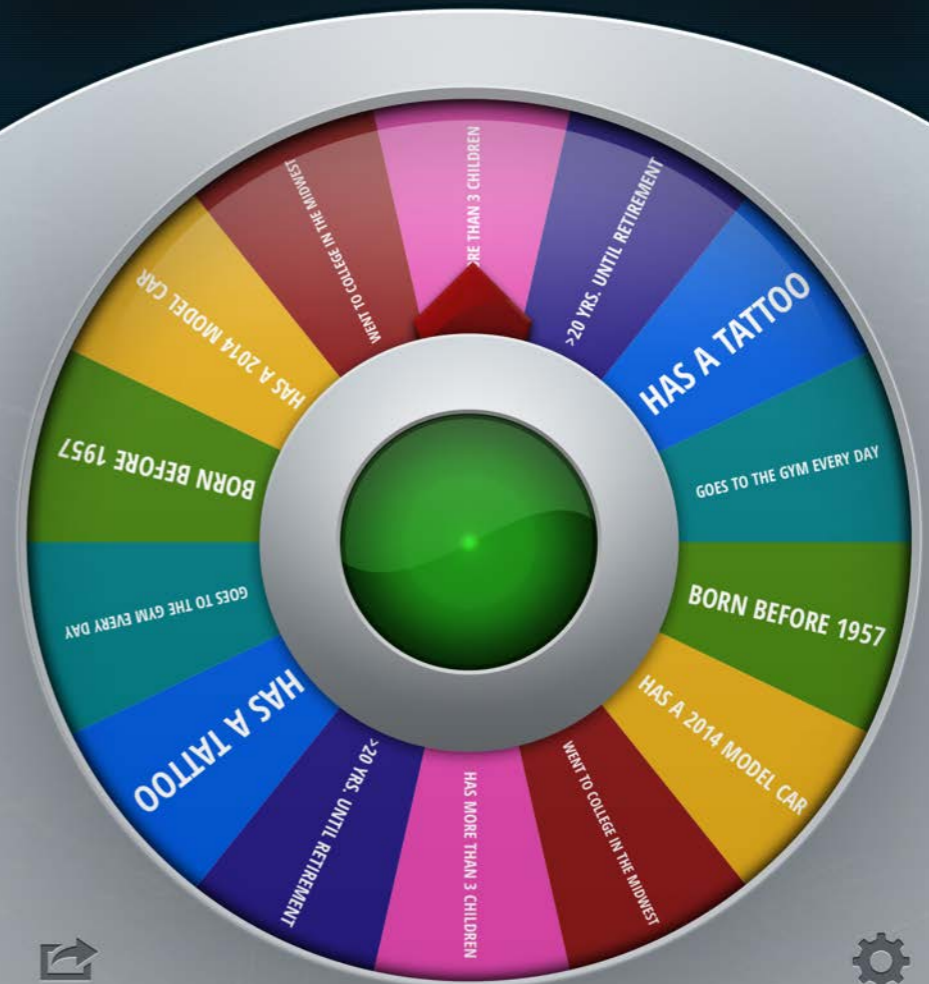 RE THAN 3 CHILDREN
>20 YRS. UNTIL RETIREMENT
HAS A TATTOO
GOES TO THE GYM EVERY DAY
BORN BEFORE 1957
HAS A 2014 MODEL CAR
WENT TO COLLEGE IN THE MIDWEST
HAS MORE THAN 3 CHILDREN
>20 YRS. UNTIL RETIREMENT
HAS A TATTOO
GOES TO THE GYM EVERY DAY
BORN BEFORE 1957
HAS A 2014 MODEL CAR
WENT TO COLLEGE IN THE MIDWEST